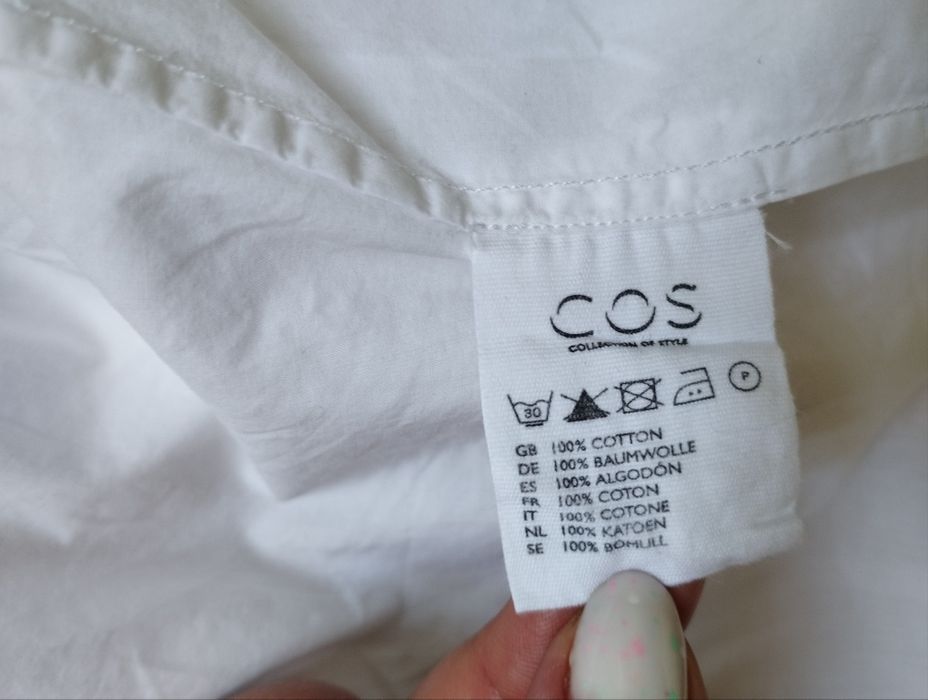 COS
COLLECTION OF STYLE
30
P
GB 100% COTTON
DE 100% BAUMWOLLE
ES 100% ALGODÓN
FR 100% COTON
IT 100% COTONE
NL 100% KATOEN
SE 100% BOMULL